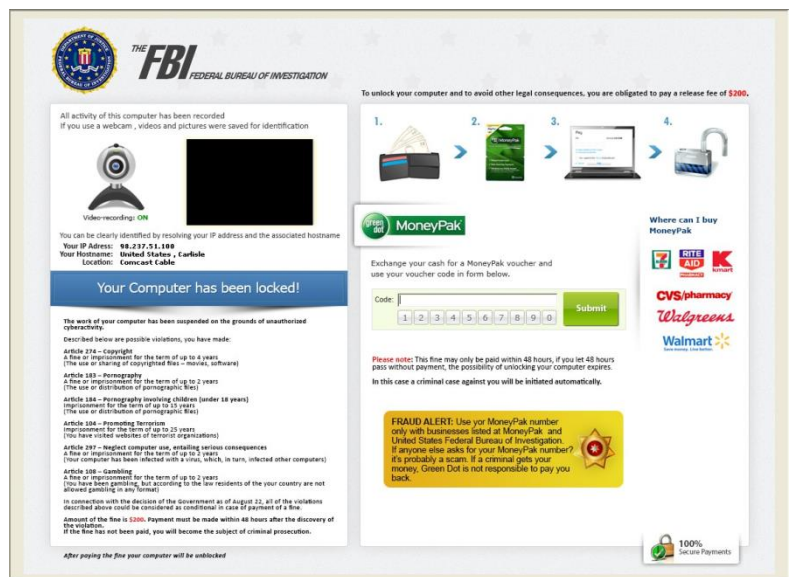 THE FBI FEDERAL BUREAU OF INVESTIGATION
All activity of this computer has been recorded
If you use a webcam , videos and pictures were saved for identification
Video-recording: ON
You can be clearly identified by resolving your IP address and the associated hostname
Your IP Adress: 98.237.51.108
Your Hostname: United States , Carlisle
Location: Comcast Cable
Your Computer has been locked!
The work of your computer has been suspended on the grounds of unauthorized
cyberactivity.
Described below are possible violations, you have made:
Article 274 – Copyright
A fine or imprisonment for the term of up to 4 years
(The use or sharing of copyrighted files – movies, software)
Article 183 – Pornography
A fine or imprisonment for the term of up to 2 years
(The use or distribution of pornographic files)
Article 184 – Pornography involving children (under 18 years)
Imprisonment for the term of up to 15 years
(The use or distribution of pornographic files)
Article 104 – Promoting Terrorism
Imprisonment for the term of up to 25 years
(You have visited websites of terrorist organizations)
Article 297 – Neglect computer use, entailing serious consequences
A fine or imprisonment for the term of up to 2 years
(Your computer has been infected with a virus, which, in turn, infected other computers)
Article 108 – Gambling
A fine or imprisonment for the term of up to 2 years
(You have been gambling, but according to the law residents of the your country are not
allowed gambling in any format)
In connection with the decision of the Government as of August 22, all of the violations
described above could be considered as conditional in case of payment of a fine.
Amount of the fine is $200. Payment must be made within 48 hours after the discovery of
the violation.
If the fine has not been paid, you will become the subject of criminal prosecution.
After paying the fine your computer will be unblocked
To unlock your computer and to avoid other legal consequences, you are obligated to pay a release fee of $200.
1. 2. 3. 4.
MoneyPak
green dot MoneyPak
Exchange your cash for a MoneyPak voucher and
use your voucher code in form below.
Code:
1 2 3 4 5 6 7 8 9 0
Submit
Please note: This fine may only be paid within 48 hours, if you let 48 hours
pass without payment, the possibility of unlocking your computer expires.
In this case a criminal case against you will be initiated automatically.
FRAUD ALERT: Use yor MoneyPak number
only with businesses listed at MoneyPak and
United States Federal Bureau of Investigation.
If anyone else asks for your MoneyPak number?
it's probably a scam. If a criminal gets your
money, Green Dot is not responsible to pay you
back.
Where can I buy
MoneyPak
RITE
AID
PHARMACY
kmart
CVS/pharmacy
Walgreens
Walmart
Save money. Live better.
100%
Secure Payments